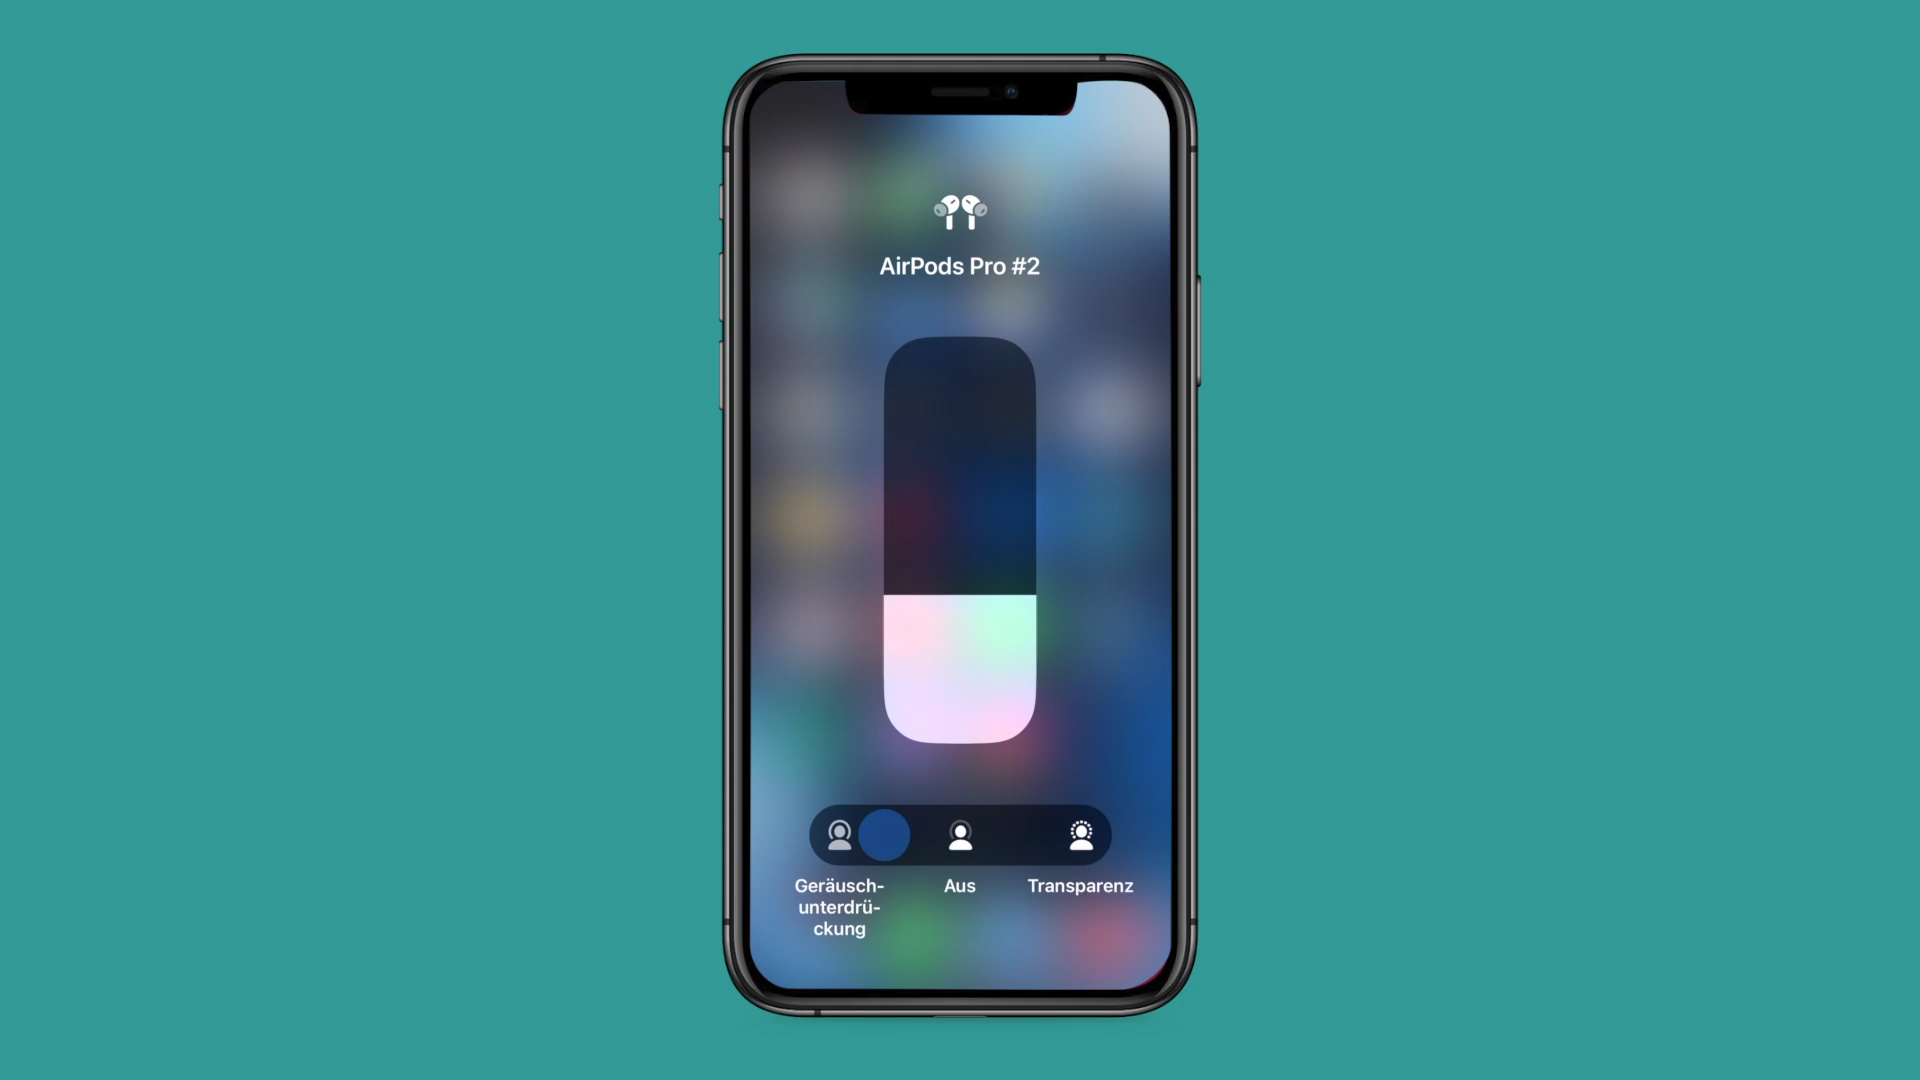 AirPods Pro #2
Geräusch-
unterdrü-
ckung
Aus
Transparenz